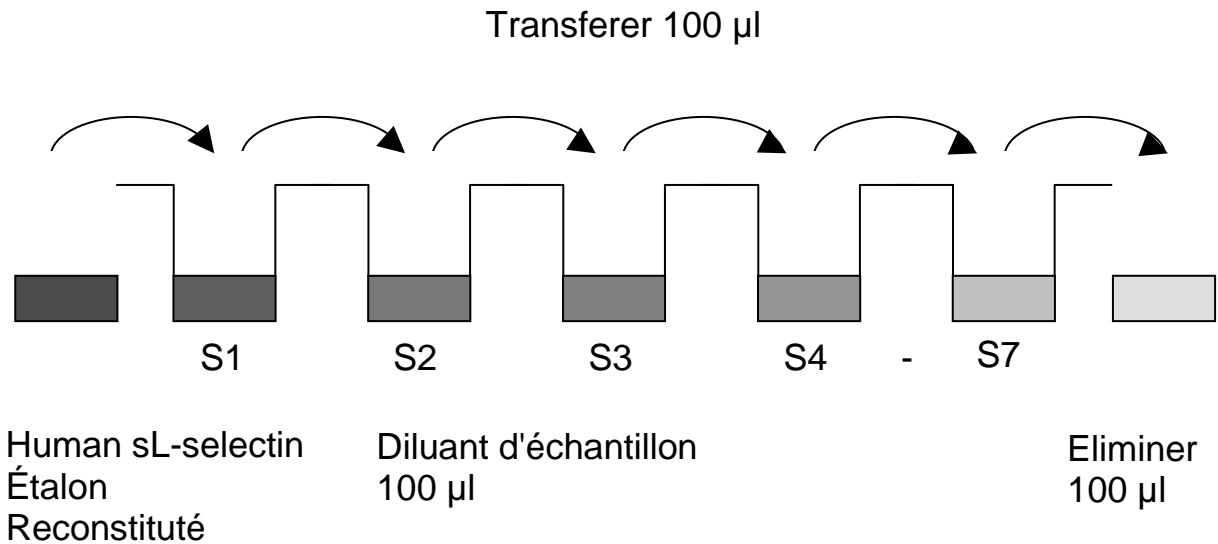 Transferer 100 µl
S1 S2 S3 S4 - S7
Human sL-selectin
Étalon
Reconstitué
Diluant d'échantillon
100 µl
Eliminer
100 µl